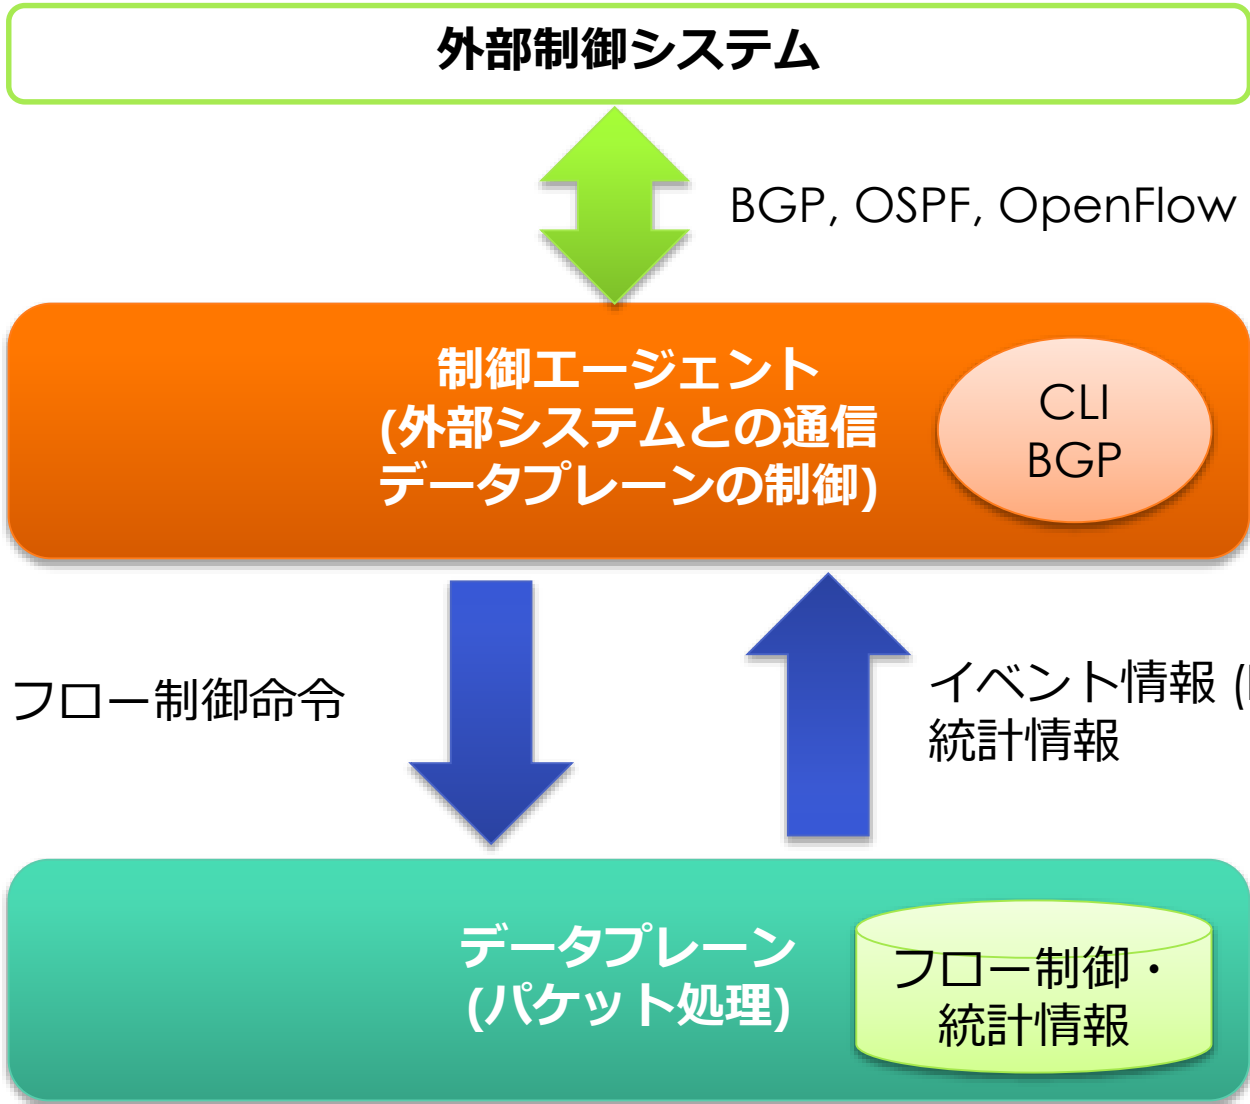 外部制御システム
BGP, OSPF, OpenFlow
制御エージェント
(外部システムとの通信
データプレーンの制御)
CLI
BGP
フロー制御命令
イベント情報 (
統計情報
データプレーン
(パケット処理)
フロー制御・
統計情報